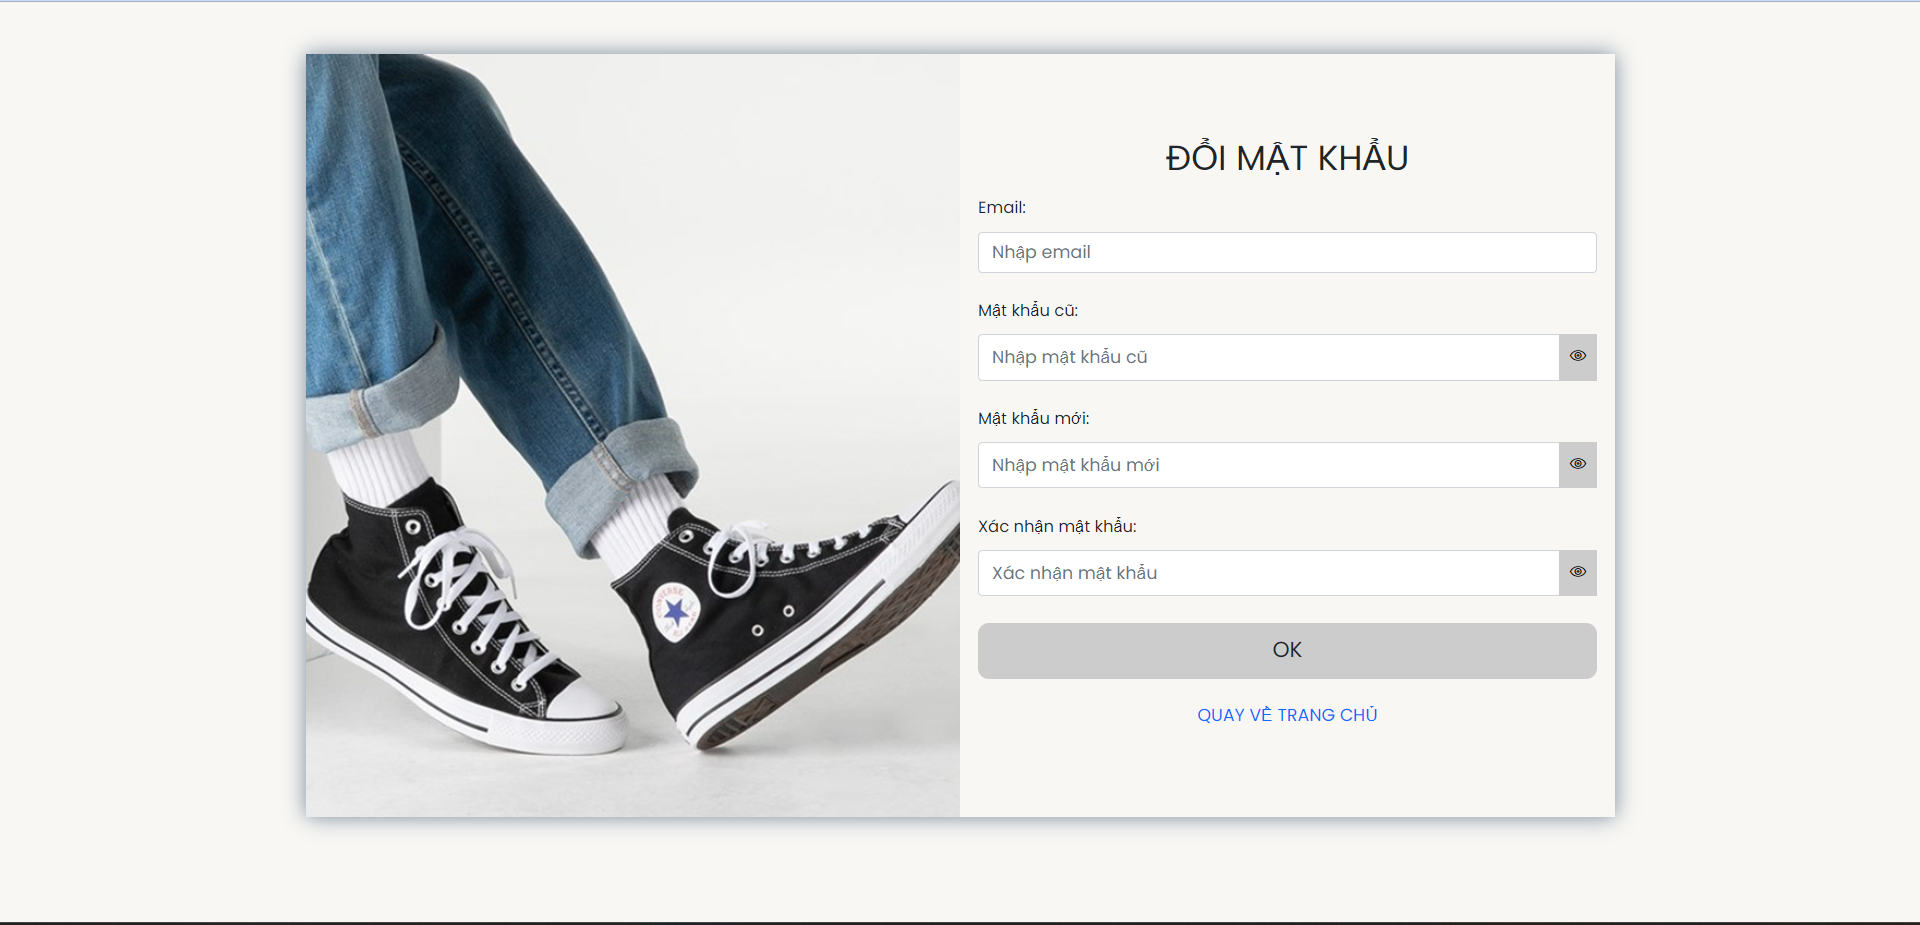 ĐỔI MẬT KHẨU
Email:
Nhập email
Mật khẩu cũ:
Nhập mật khẩu cũ
Mật khẩu mới:
Nhập mật khẩu mới
Xác nhận mật khẩu:
Xác nhận mật khẩu
CONVERSE
OK
QUAY VỀ TRANG CHỦ